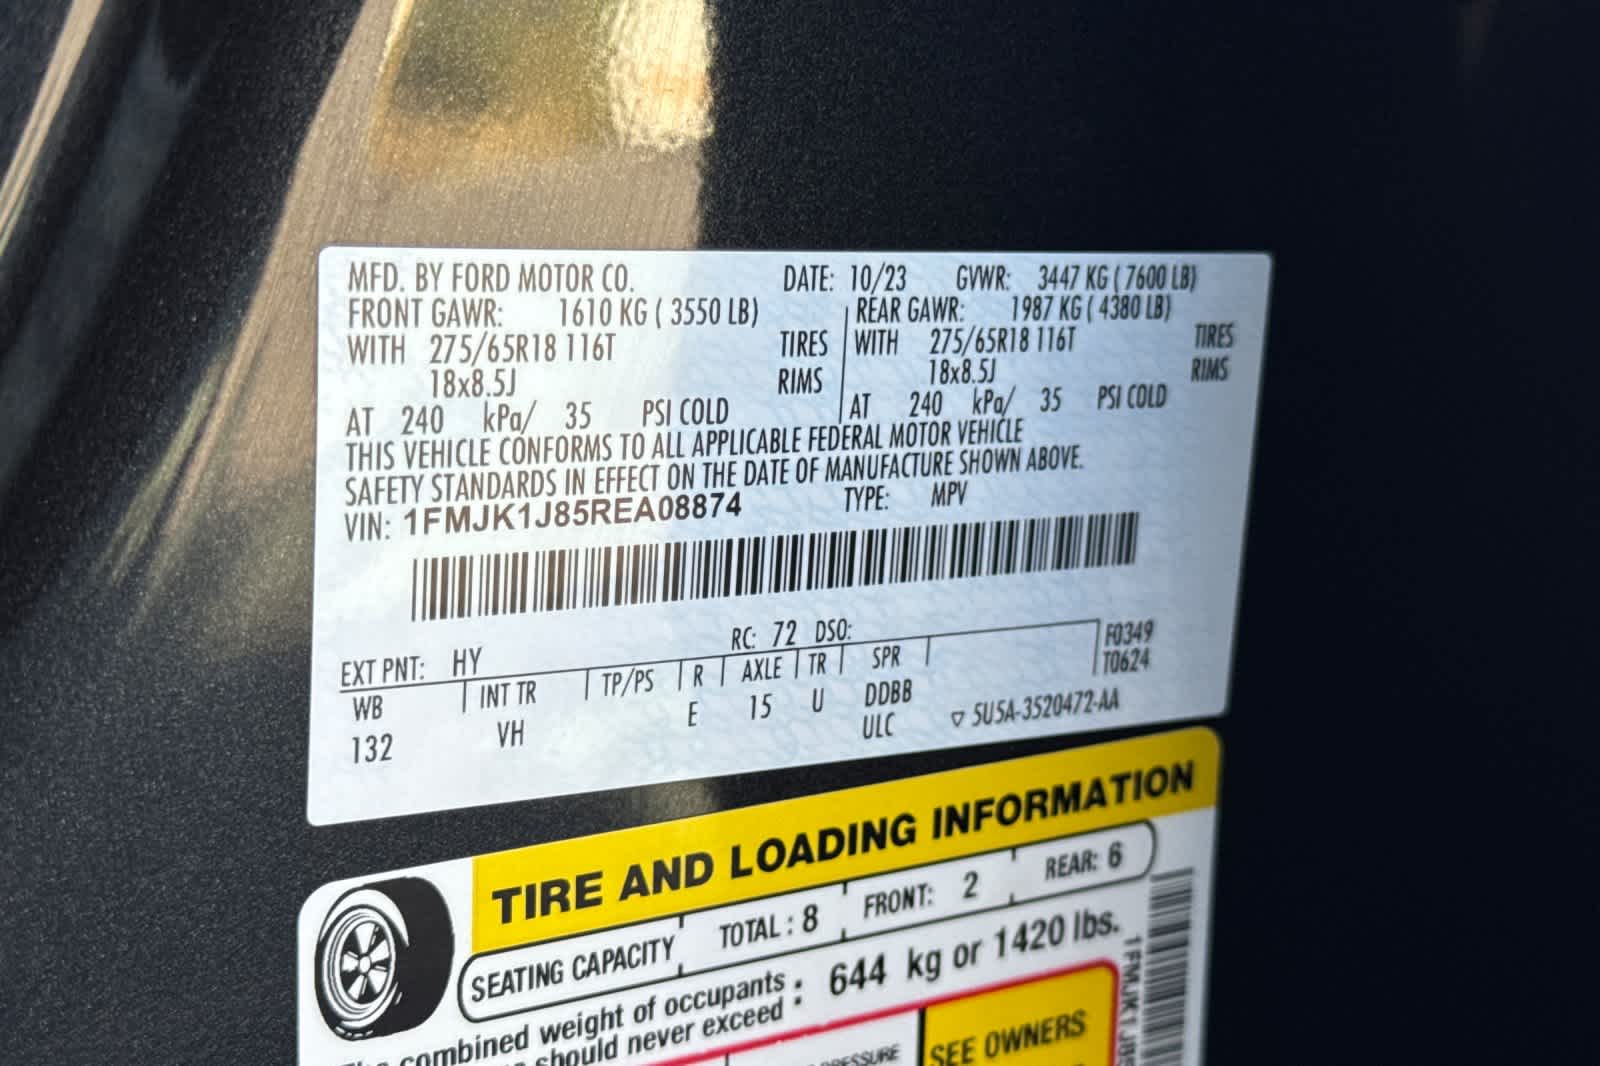 MFD. BY FORD MOTOR CO. DATE: 10/23 GVWR: 3447 KG ( 7600 LB)
FRONT GAWR: 1610 KG ( 3550 LB) REAR GAWR: 1987 KG ( 4380 LB)
WITH 275/65R18 116T TIRES WITH 275/65R18 116T TIRES
18x8.5J RIMS 18x8.5J RIMS
AT 240 kPa/ 35 PSI COLD AT 240 kPa/ 35 PSI COLD
THIS VEHICLE CONFORMS TO ALL APPLICABLE FEDERAL MOTOR VEHICLE
SAFETY STANDARDS IN EFFECT ON THE DATE OF MANUFACTURE SHOWN ABOVE.
VIN: 1FMJK1J85REA08874 TYPE: MPV
EXT PNT: HY RC: 72 DSO: F0349
T0624
WB INT TR TP/PS R AXLE TR SPR
132 VH E 15 U DDBB
ULC ▽ 5U5A-3520472-AA
TIRE AND LOADING INFORMATION
SEATING CAPACITY TOTAL : 8 FRONT: 2 REAR: 6
combined weight of occupants : 644 kg or 1420 lbs.
should never exceed
SEE OWNERS
1FMJK1J8